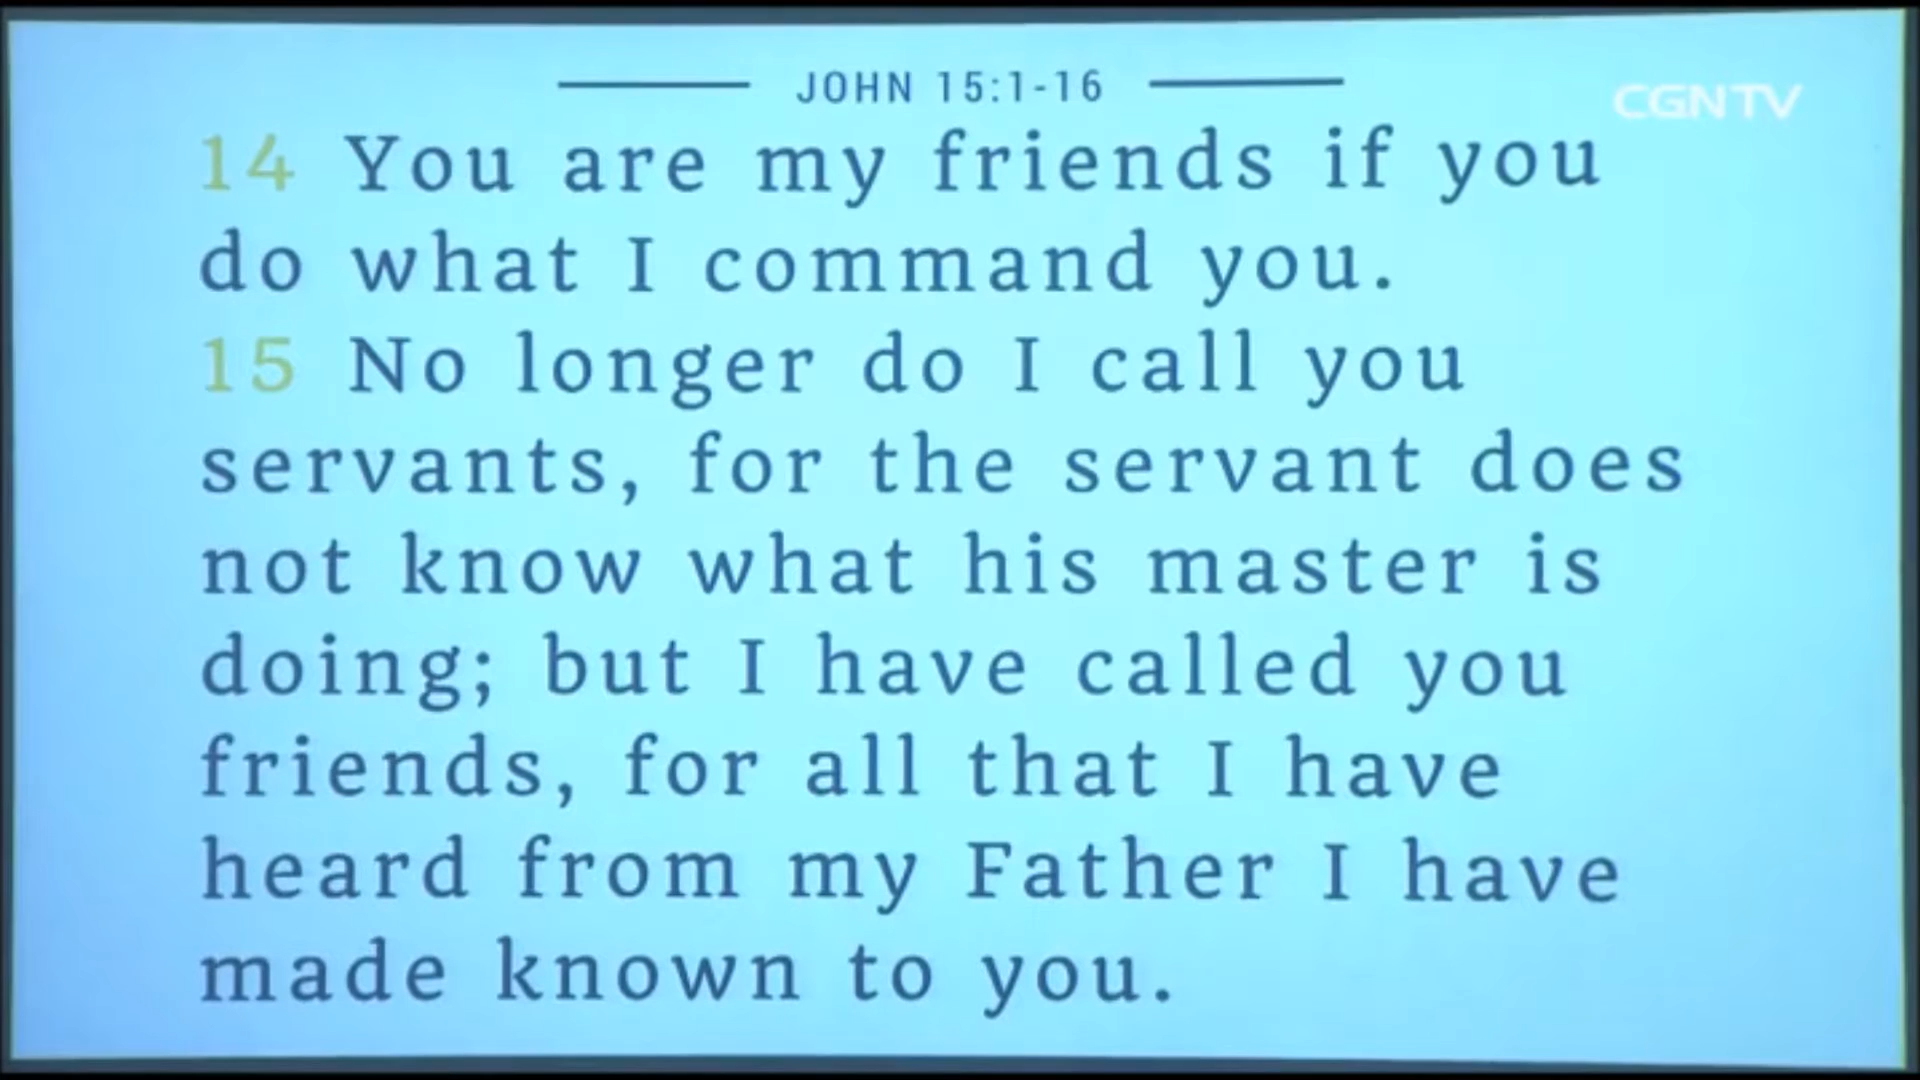 JOHN 15:1-16
CGNTV
14 You are my friends if you
do what I command you.
15 No longer do I call you
servants, for the servant does
not know what his master is
doing; but I have called you
friends, for all that I have
heard from my Father I have
made known to you.